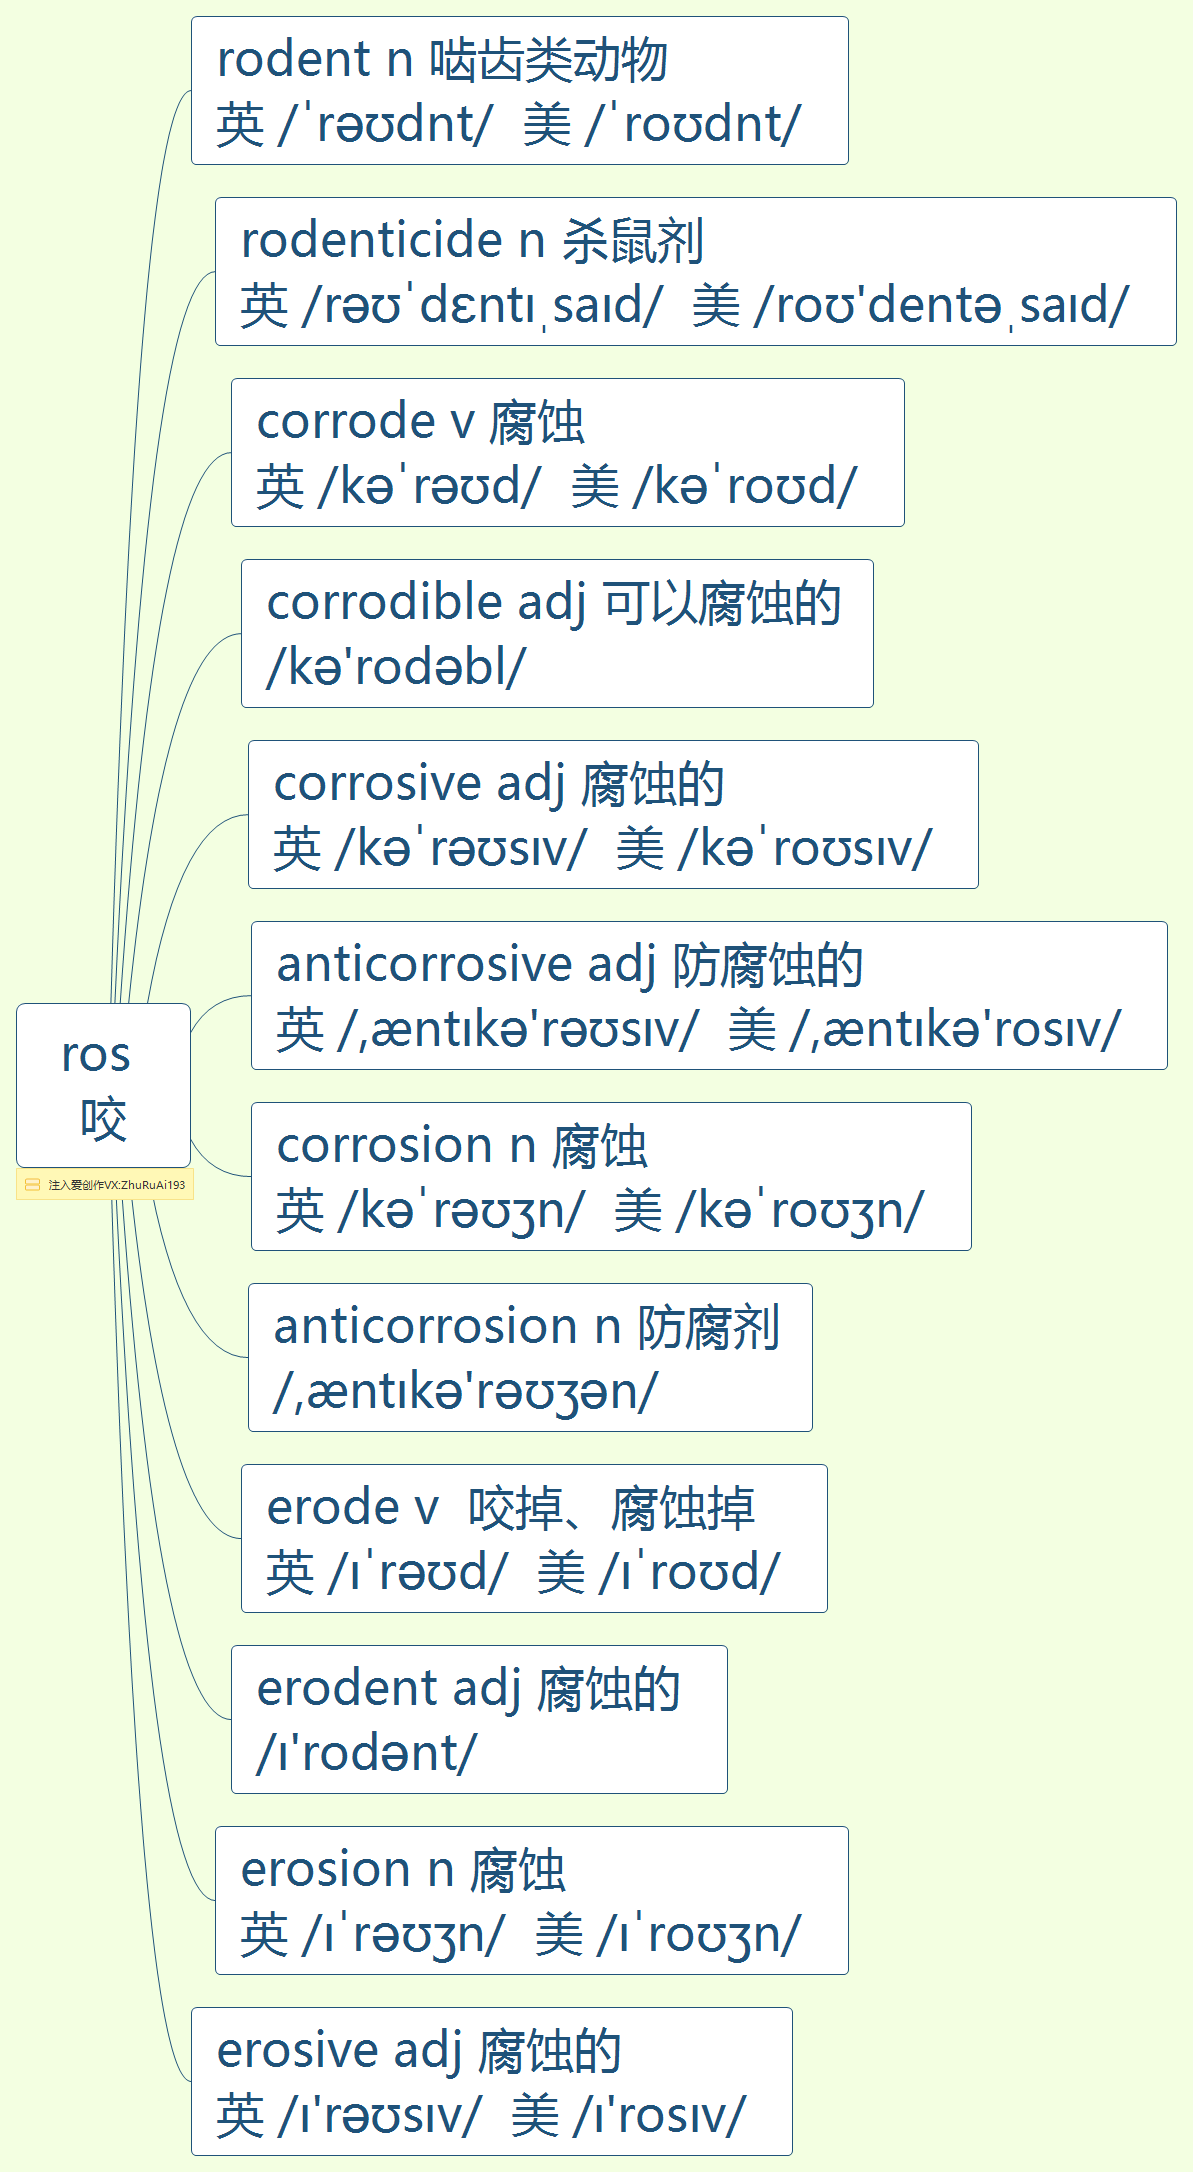 rodent n 啮齿类动物
英 /ˈrəʊdnt/  美 /ˈroʊdnt/
rodenticide n 杀鼠剂
英 /rəʊˈdɛntɪˌsaɪd/  美 /roʊ'dentəˌsaɪd/
corrode v 腐蚀
英 /kəˈrəʊd/  美 /kəˈroʊd/
corrodible adj 可以腐蚀的
/kə'rodəbl/
corrosive adj 腐蚀的
英 /kəˈrəʊsɪv/  美 /kəˈroʊsɪv/
anticorrosive adj 防腐蚀的
英 /,æntɪkə'rəʊsɪv/  美 /,æntɪkə'rosɪv/
ros
咬
注入爱创作VX:ZhuRuAi193
corrosion n 腐蚀
英 /kəˈrəʊʒn/  美 /kəˈroʊʒn/
anticorrosion n 防腐剂
/,æntɪkə'rəʊʒən/
erode v  咬掉、腐蚀掉
英 /ɪˈrəʊd/  美 /ɪˈroʊd/
erodent adj 腐蚀的
/ɪ'rodənt/
erosion n 腐蚀
英 /ɪˈrəʊʒn/  美 /ɪˈroʊʒn/
erosive adj 腐蚀的
英 /ɪ'rəʊsɪv/  美 /ɪ'rosɪv/